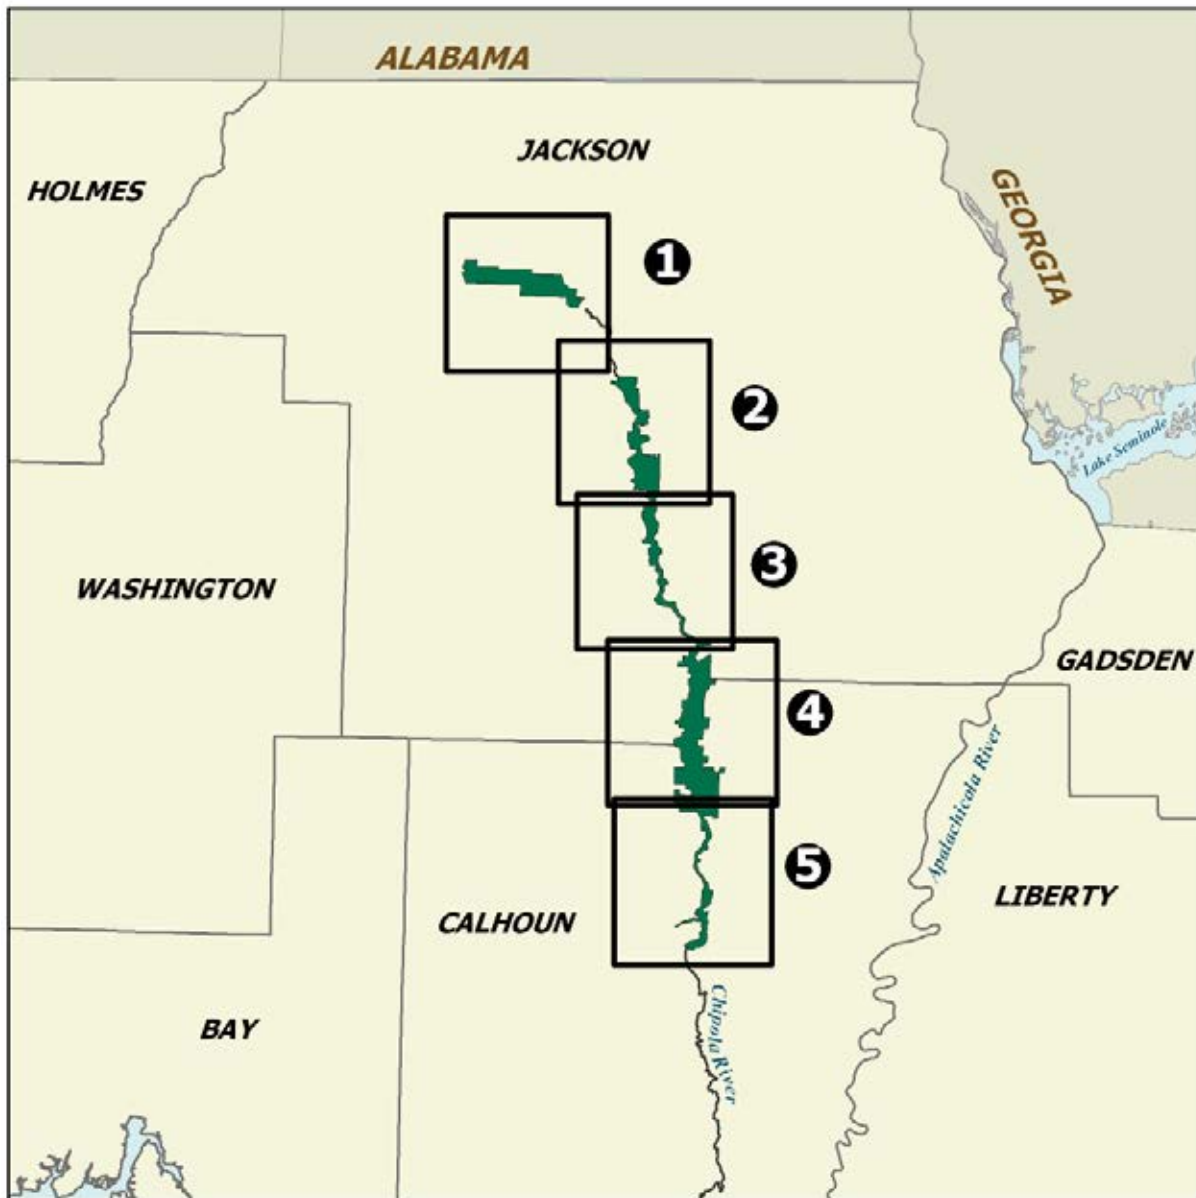 ALABAMA
JACKSON
HOLMES
GEORGIA
1
2
Lake Seminole
3
WASHINGTON
GADSDEN
4
Apalachicola River
5
LIBERTY
CALHOUN
Chipola River
BAY